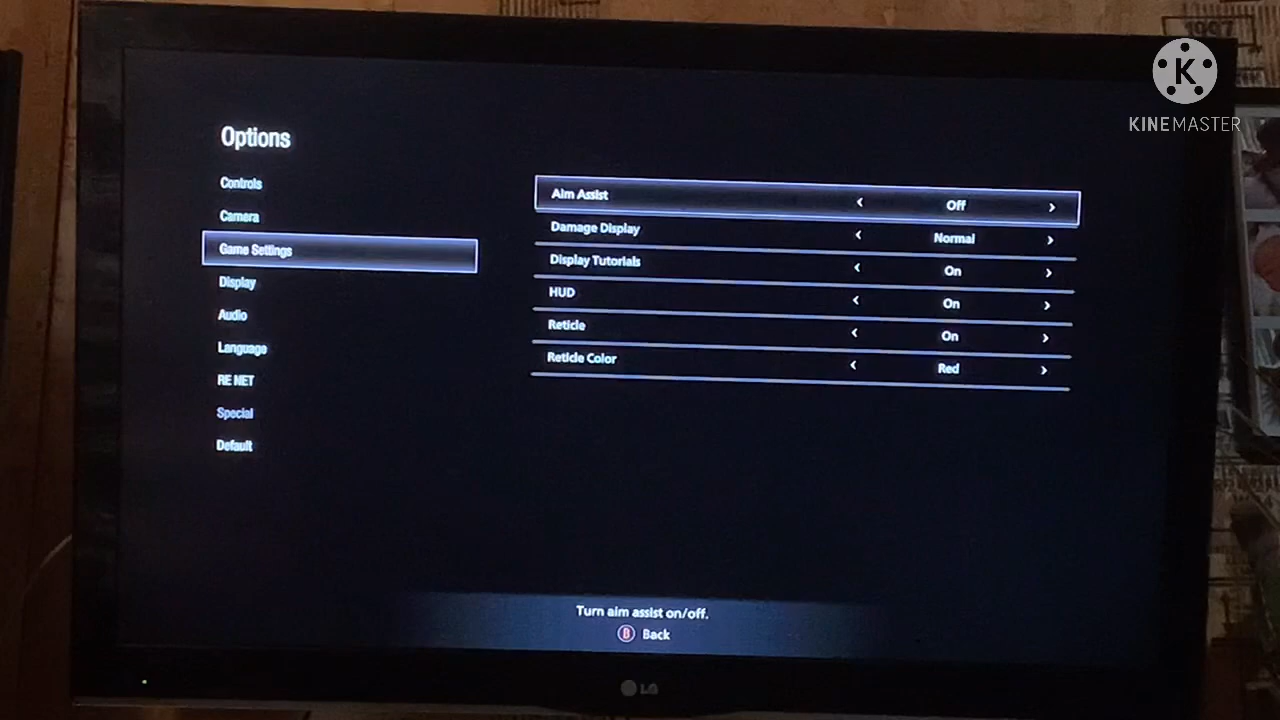 1997
K
KINEMASTER
Options
Controls
Camera
Game Settings
Display
Audio
Language
RE NET
Special
Default
Aim Assist < Off >
Damage Display < Normal >
Display Tutorials < On >
HUD < On >
Reticle < On >
Reticle Color < Red >
Turn aim assist on/off.
B Back
LG